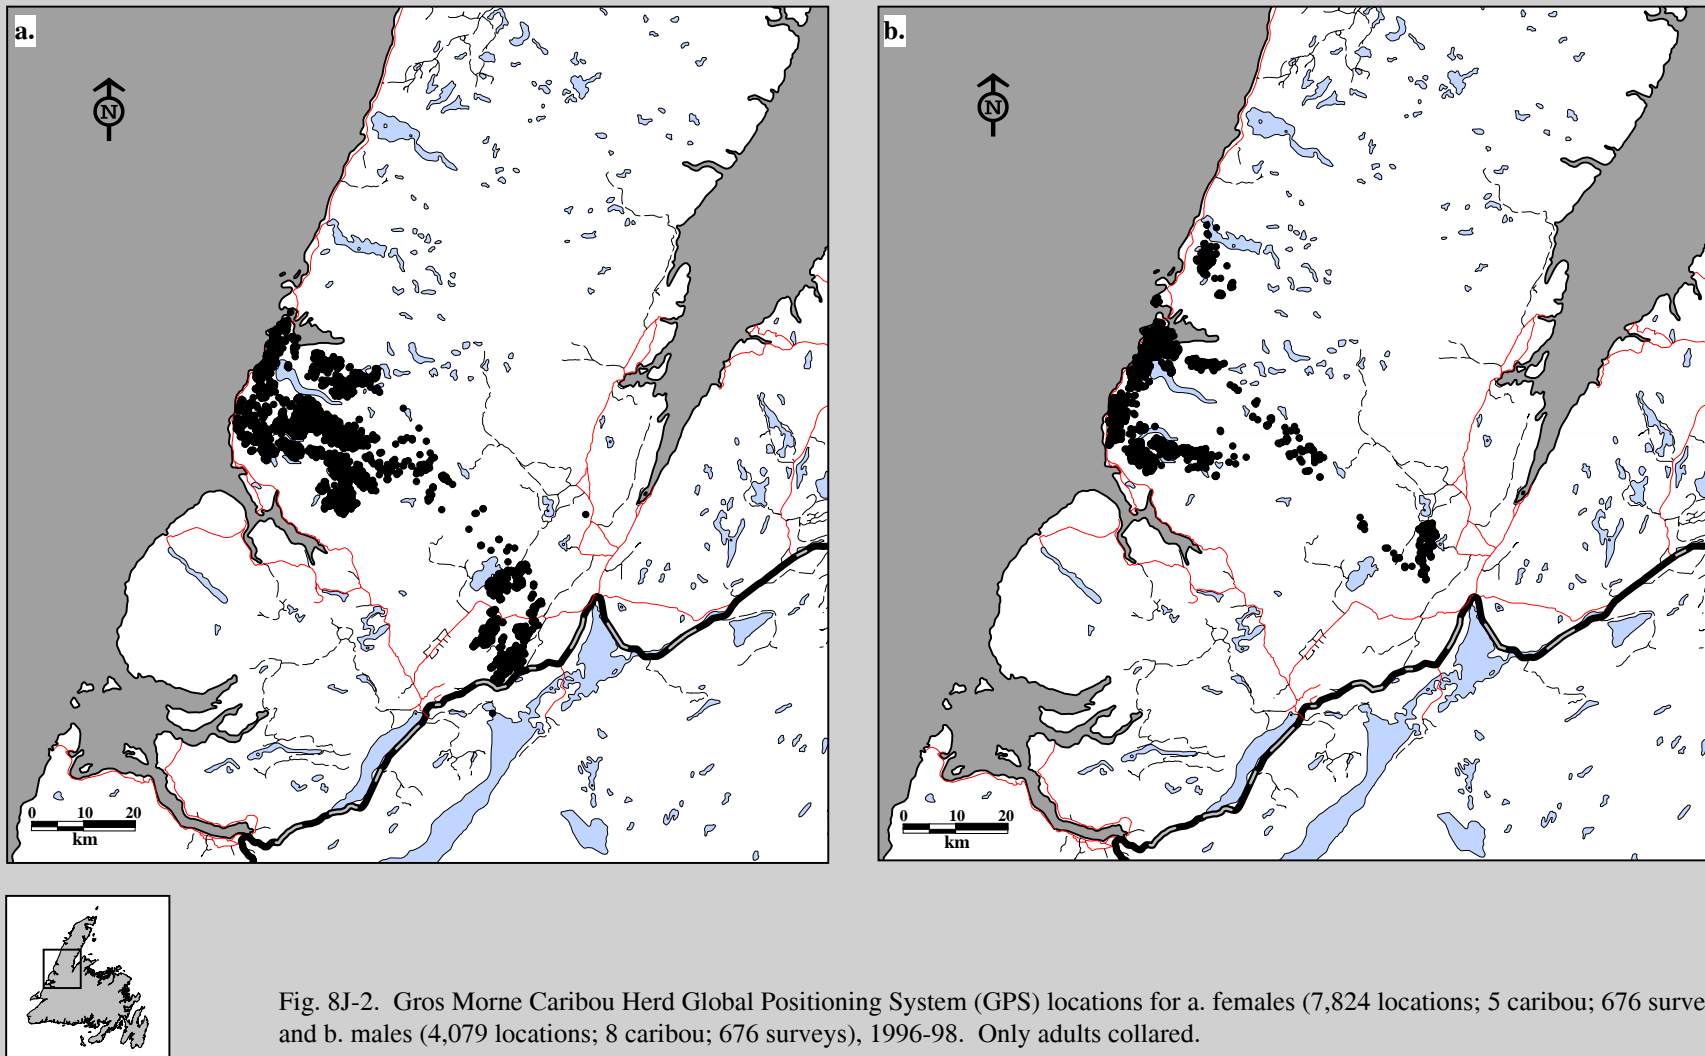 a.
N
0 10 20
km
b.
N
0 10 20
km
Fig. 8J-2. Gros Morne Caribou Herd Global Positioning System (GPS) locations for a. females (7,824 locations; 5 caribou; 676 surve
and b. males (4,079 locations; 8 caribou; 676 surveys), 1996-98. Only adults collared.